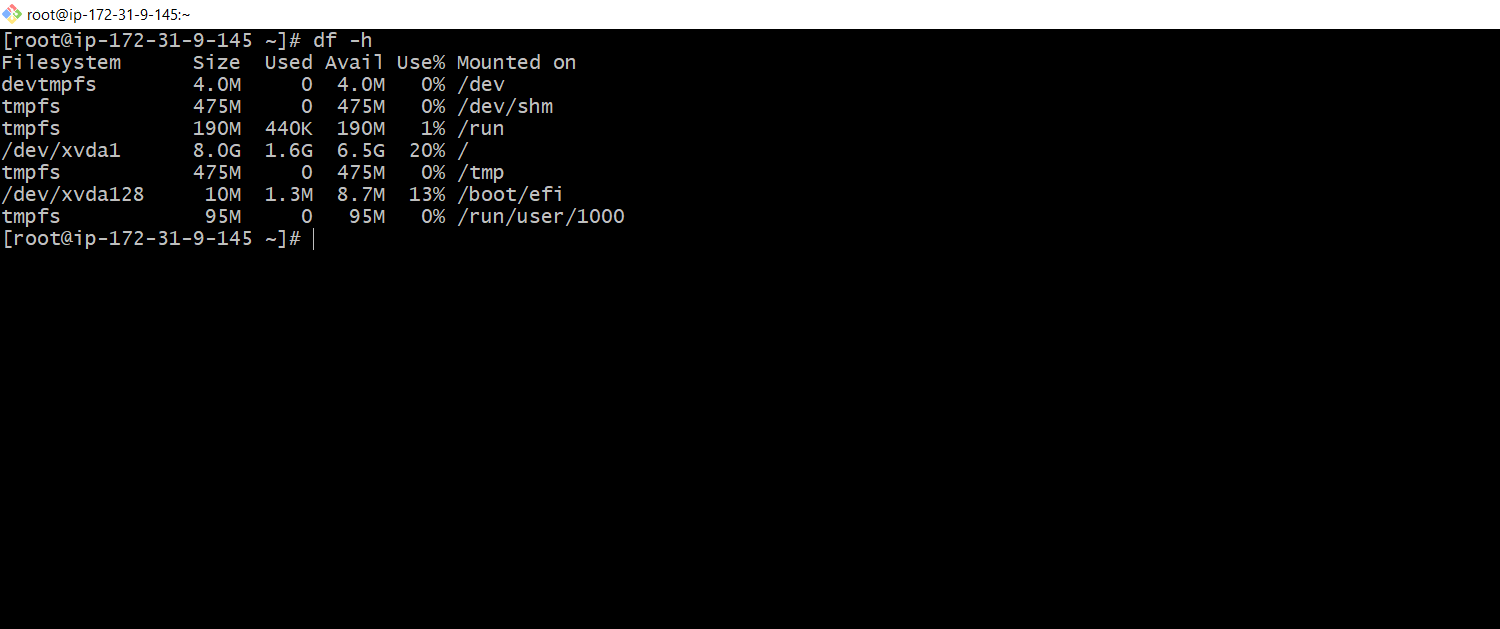 root@ip-172-31-9-145:~
[root@ip-172-31-9-145 ~]# df -h
Filesystem      Size  Used Avail Use% Mounted on
devtmpfs        4.0M     0  4.0M   0% /dev
tmpfs           475M     0  475M   0% /dev/shm
tmpfs           190M  440K  190M   1% /run
/dev/xvda1      8.0G  1.6G  6.5G  20% /
tmpfs           475M     0  475M   0% /tmp
/dev/xvda128     10M  1.3M  8.7M  13% /boot/efi
tmpfs            95M     0   95M   0% /run/user/1000
[root@ip-172-31-9-145 ~]#